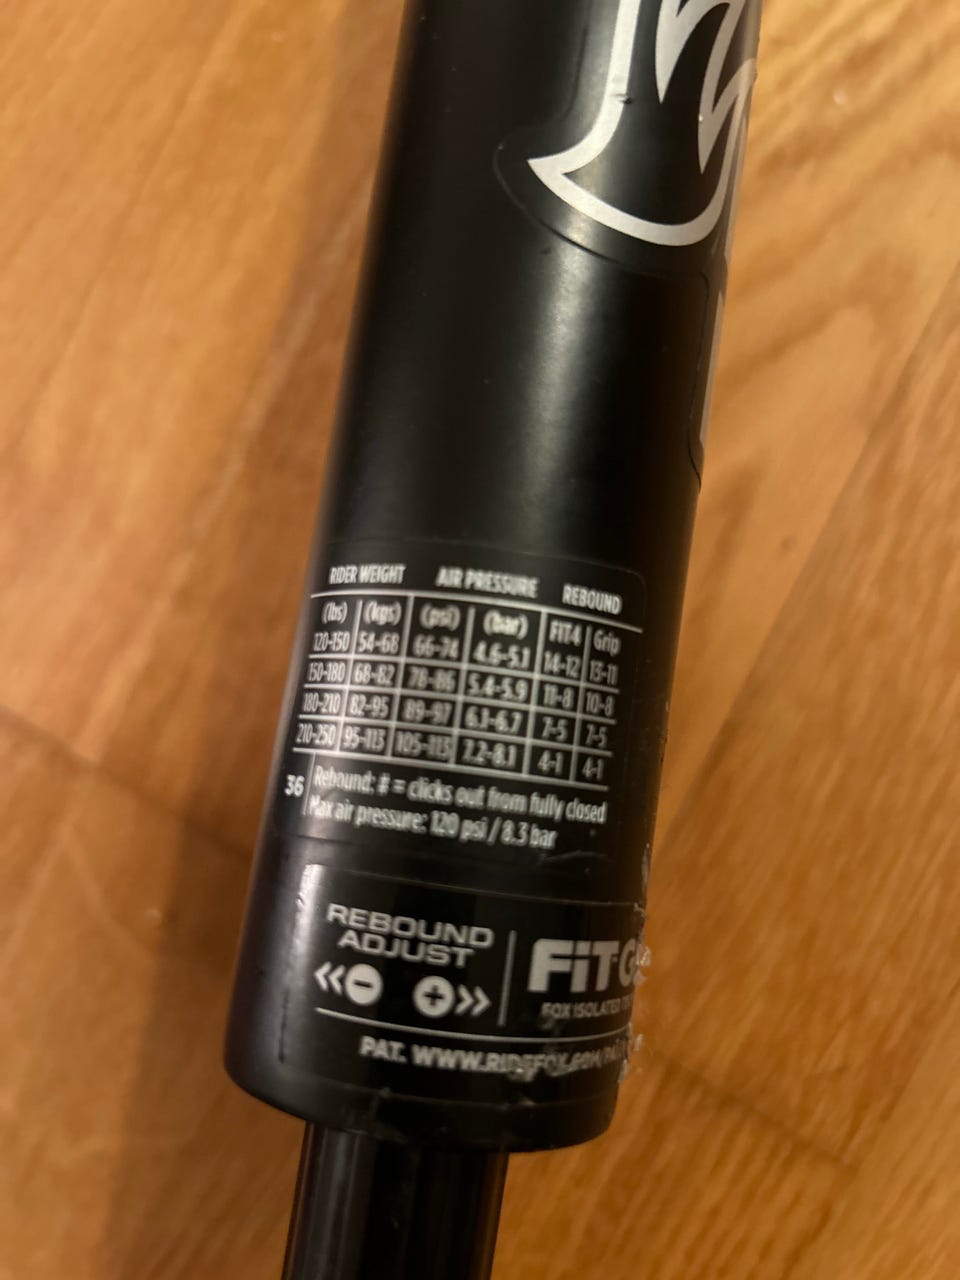 RIDER WEIGHT AIR PRESSURE REBOUND
(lbs) (kgs) (psi) (bar) FIT4 Grip
120-150 54-68 66-74 4.6-5.1 14-12 13-11
150-180 68-82 78-86 5.4-5.9 11-8 10-8
180-210 82-95 89-97 6.1-6.7 7-5 7-5
210-250 95-113 105-113 7.2-8.1 4-1 4-1
36
Rebound: # = clicks out from fully closed
Max air pressure: 120 psi / 8.3 bar
REBOUND
ADJUST
«⊖ ⊕»
FIT
FOX ISOLATED
PAT. WWW.RIDEFOX.COM/